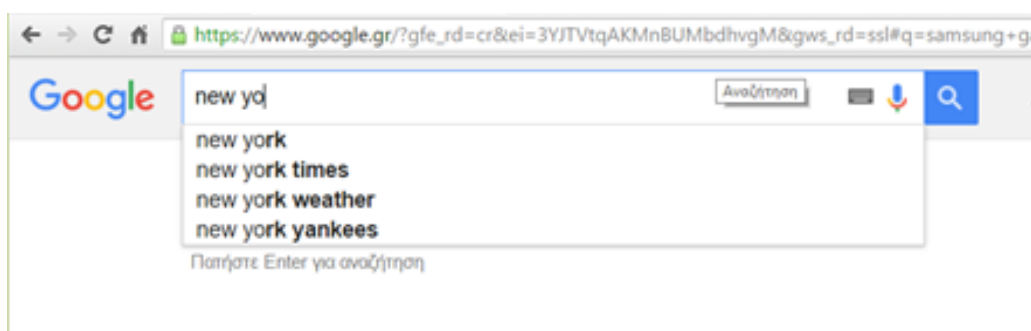 https://www.google.gr/?gfe_rd=cr&ei=3YJTVtqAKMnBUMbdhvgM&gws_rd=ssl#q=samsung+g
Google new yo Αναζήτηση
new york
new york times
new york weather
new york yankees
Πατήστε Enter για αναζήτηση